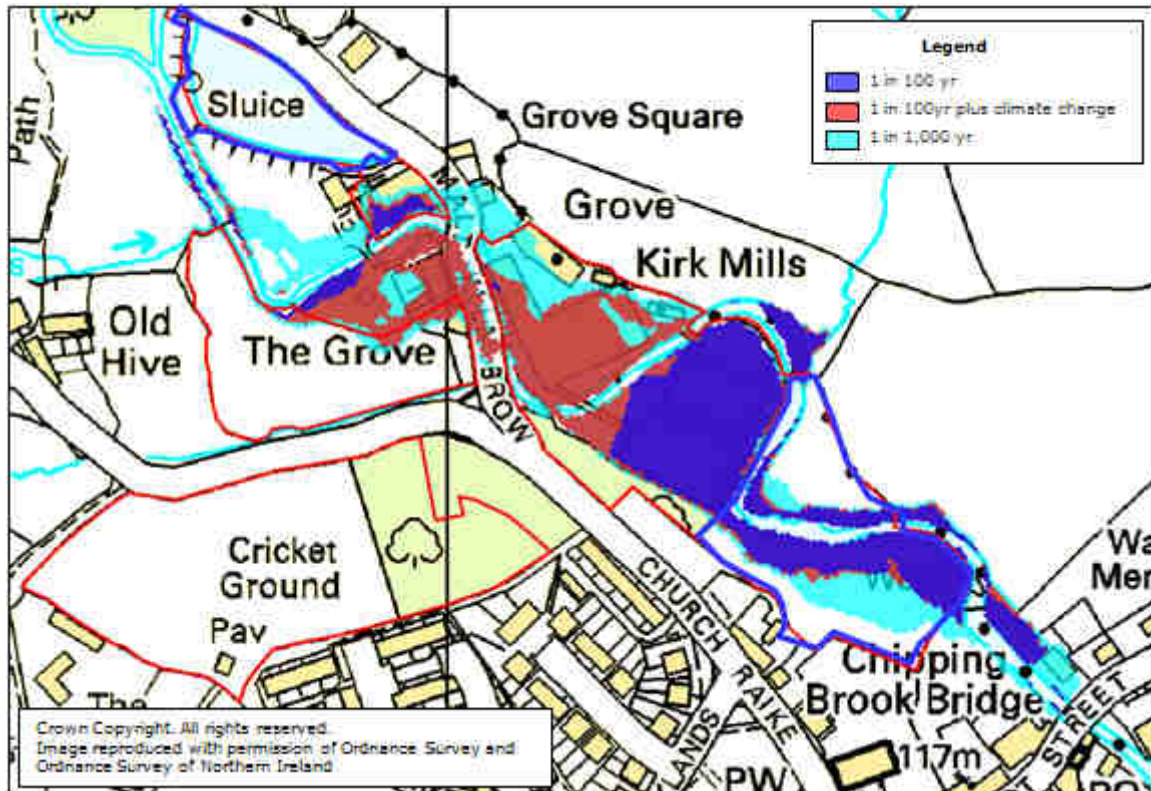 Legend
1 in 100 yr
1 in 100yr plus climate change
1 in 1,000 yr
Path
Sluice
Grove Square
Grove
Kirk Mills
Old
Hive
The Grove
BROW
Cricket
Ground
Pav
CHURCH
RAIKE
Chipping
Brook Bridge
STREET
117m
PW
The
Crown Copyright. All rights reserved.
Image reproduced with permission of Ordnance Survey and
Ordnance Survey of Northern Ireland